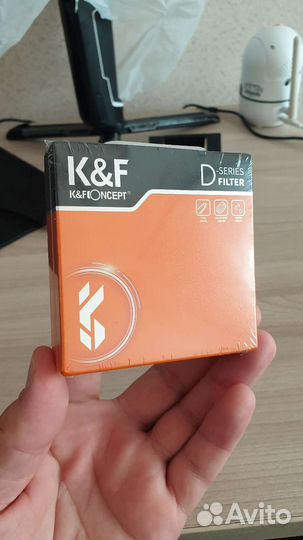 K&F
K&F CONCEPT®
D-SERIES
FILTER
Avito